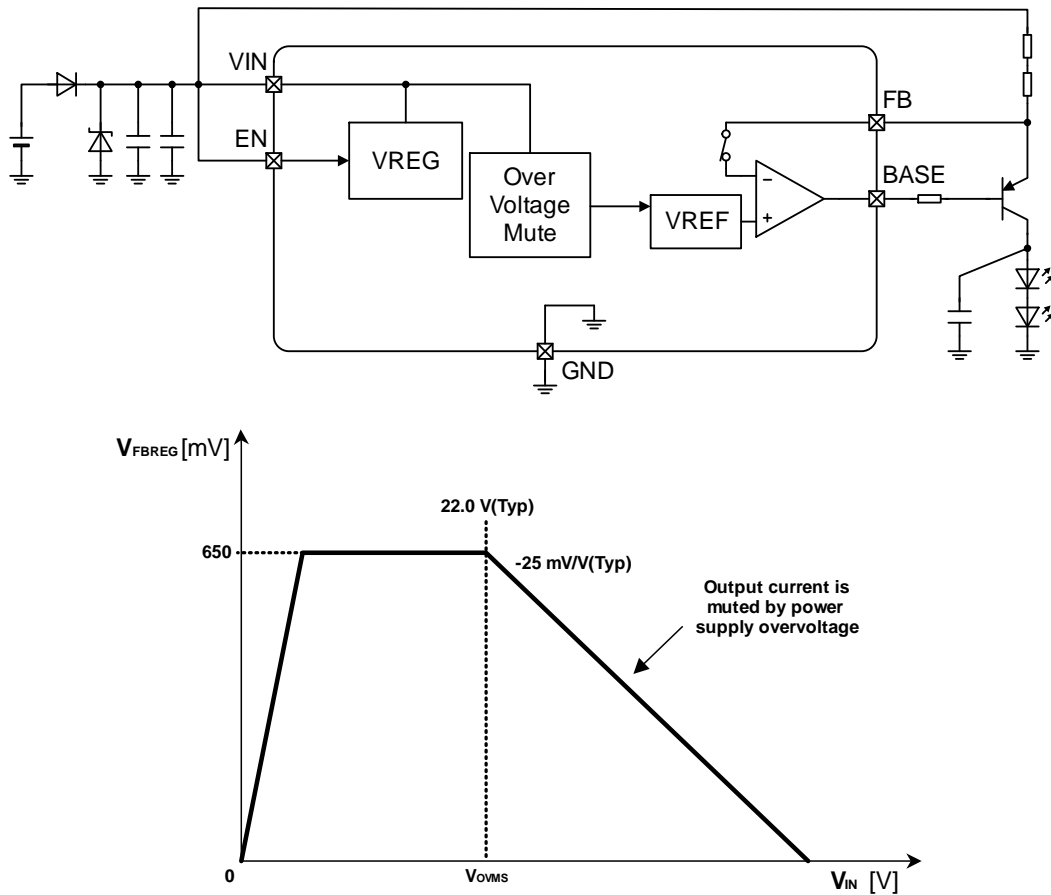 VIN
FB
EN
VREG
BASE
Over
Voltage
Mute
VREF
−
+
GND
VFBREG [mV]
22.0 V(Typ)
650
-25 mV/V(Typ)
Output current is
muted by power
supply overvoltage
0
VOVMS
VIN [V]